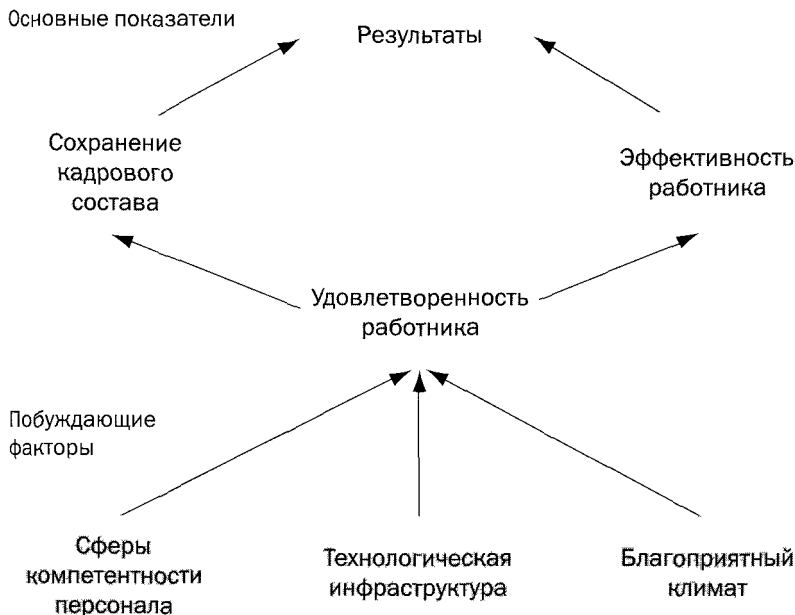 Основные показатели
Результаты
Сохранение
кадрового
состава
Эффективность
работника
Удовлетворенность
работника
Побуждающие
факторы
Сферы
компетентности
персонала
Технологическая
инфраструктура
Благоприятный
климат